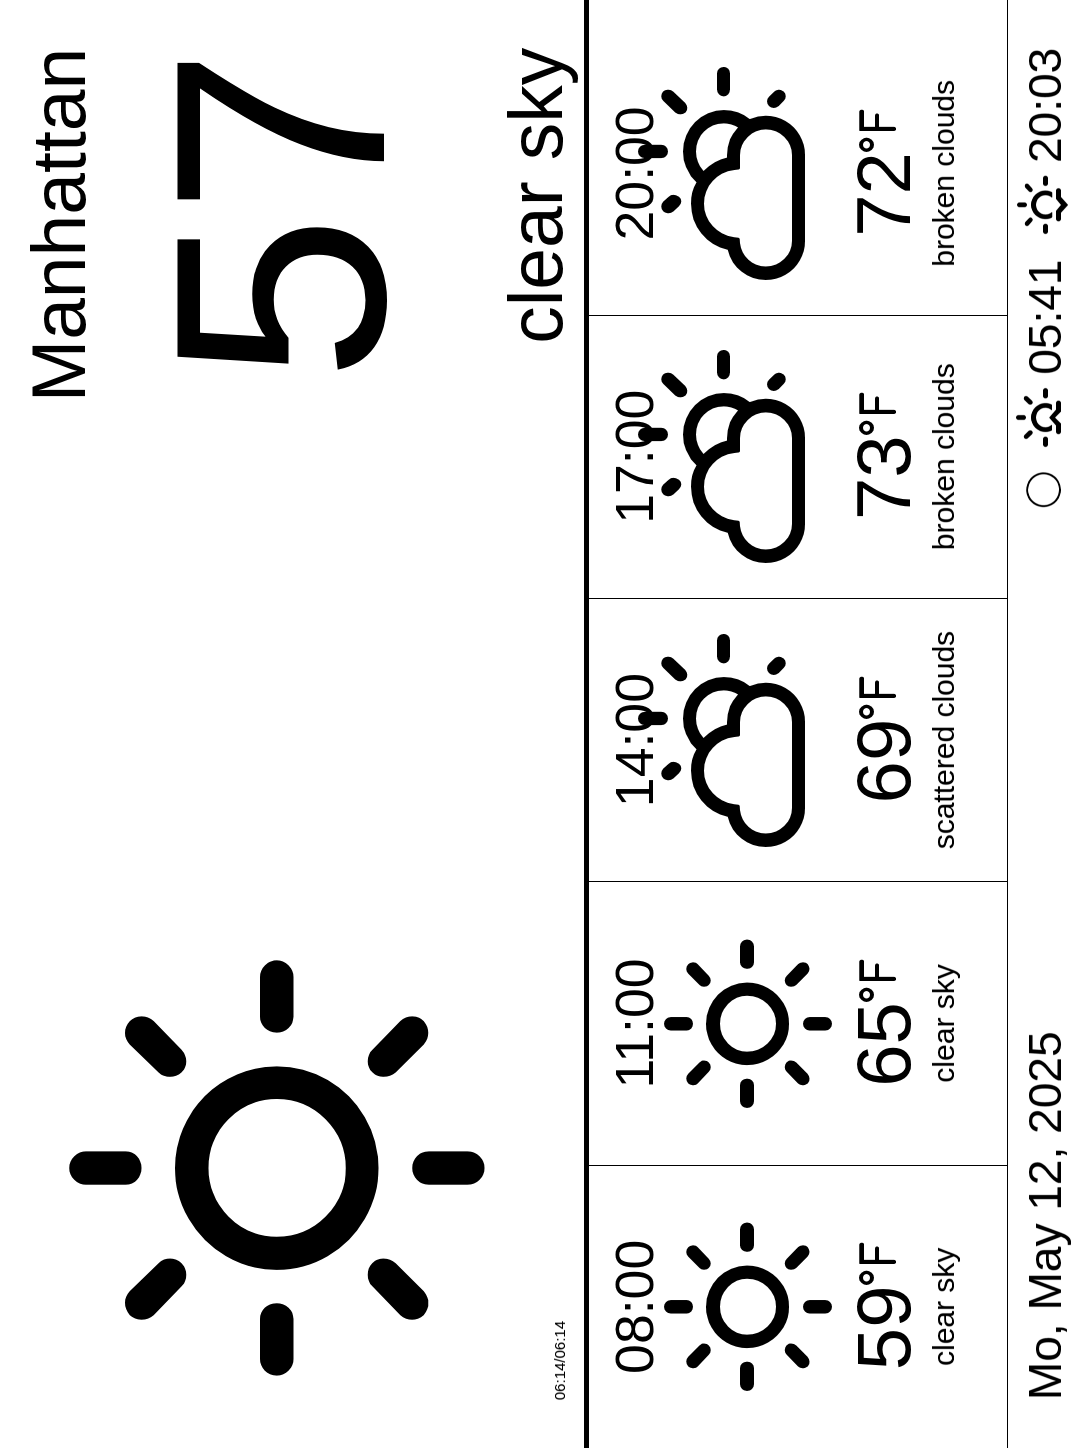 Manhattan
57
clear sky
06:14/06:14
08:00 11:00 14:00 17:00 20:00
59°F 65°F 69°F 73°F 72°F
clear sky clear sky scattered clouds broken clouds broken clouds
Mo, May 12, 2025 05:41 20:03